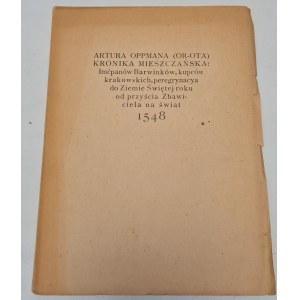 ARTURA OPPMANA (OR-OTA)
KRONIKA MIESZCZAŃSKA:
Imćpanów Barwinków, kupców
krakowskich, peregrynacya
do Ziemie Świętej roku
od przyścia Zbawi-
ciela na świat
1548